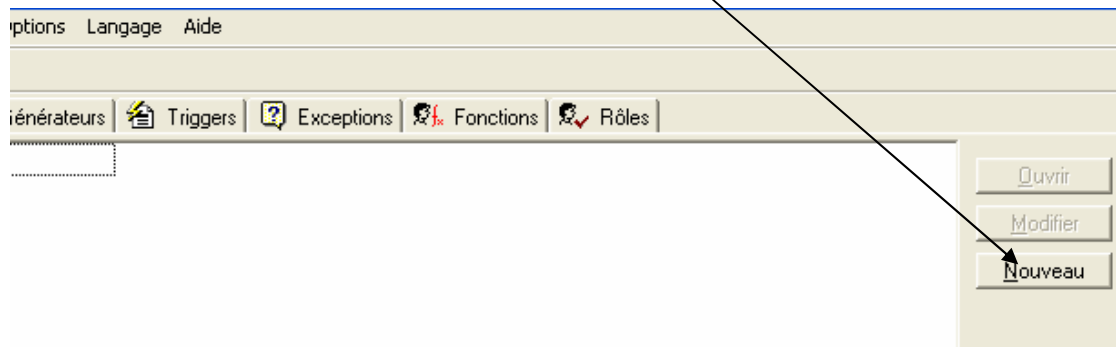 ptions Langage Aide
énérateurs Triggers Exceptions Fonctions Rôles
Ouvrir
Modifier
Nouveau